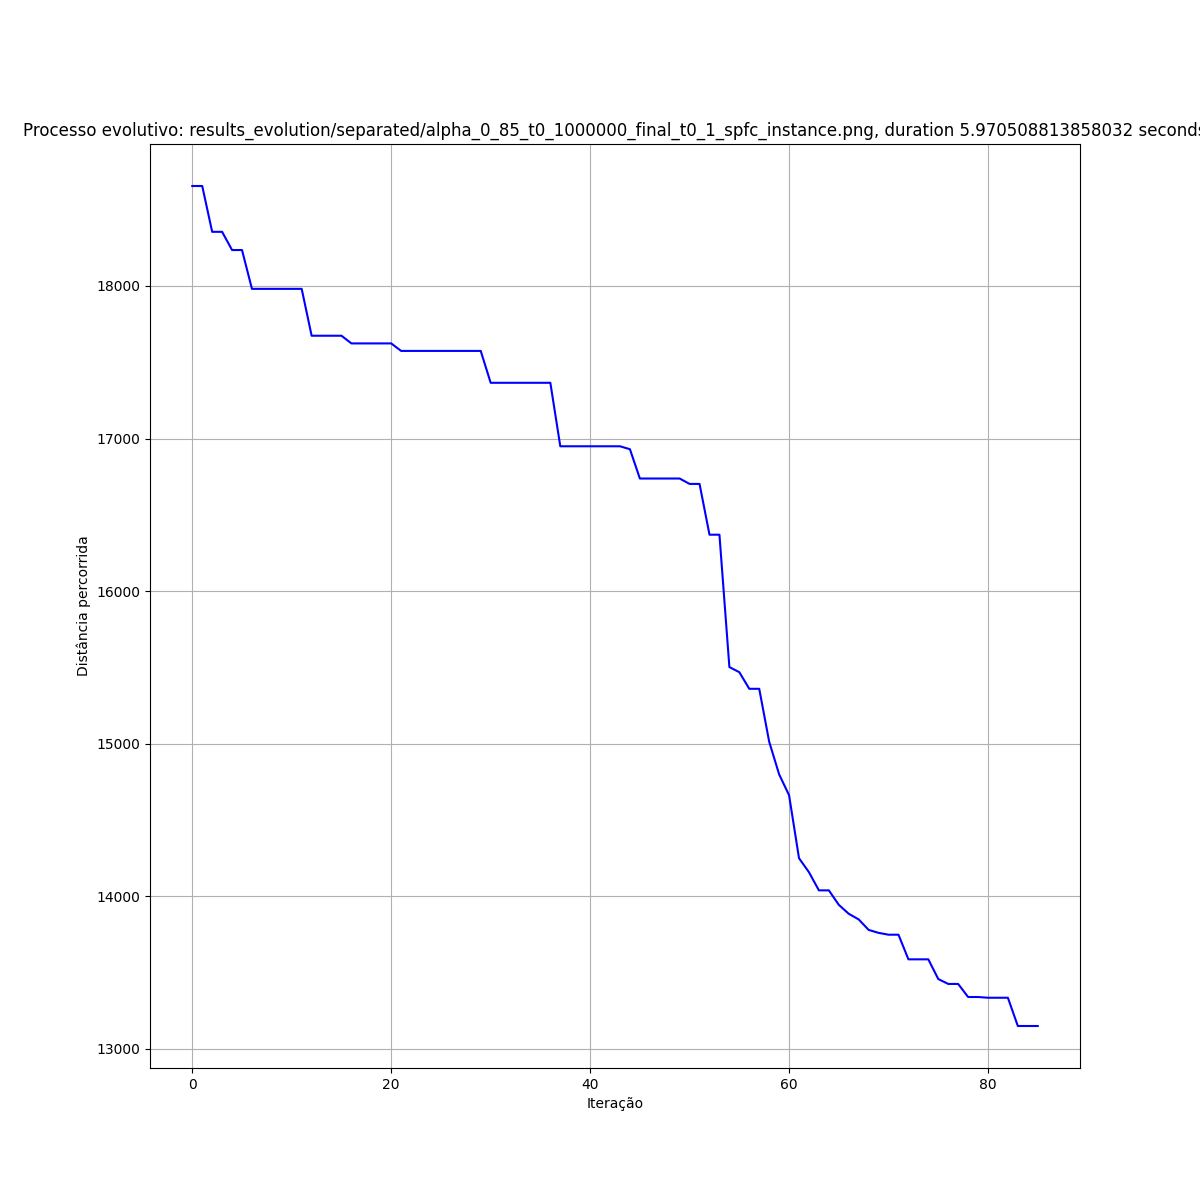 Processo evolutivo: results_evolution/separated/alpha_0_85_t0_1000000_final_t0_1_spfc_instance.png, duration 5.970508813858032 seconds
18000
17000
16000
15000
14000
13000
Distância percorrida
0 20 40 60 80
Iteração